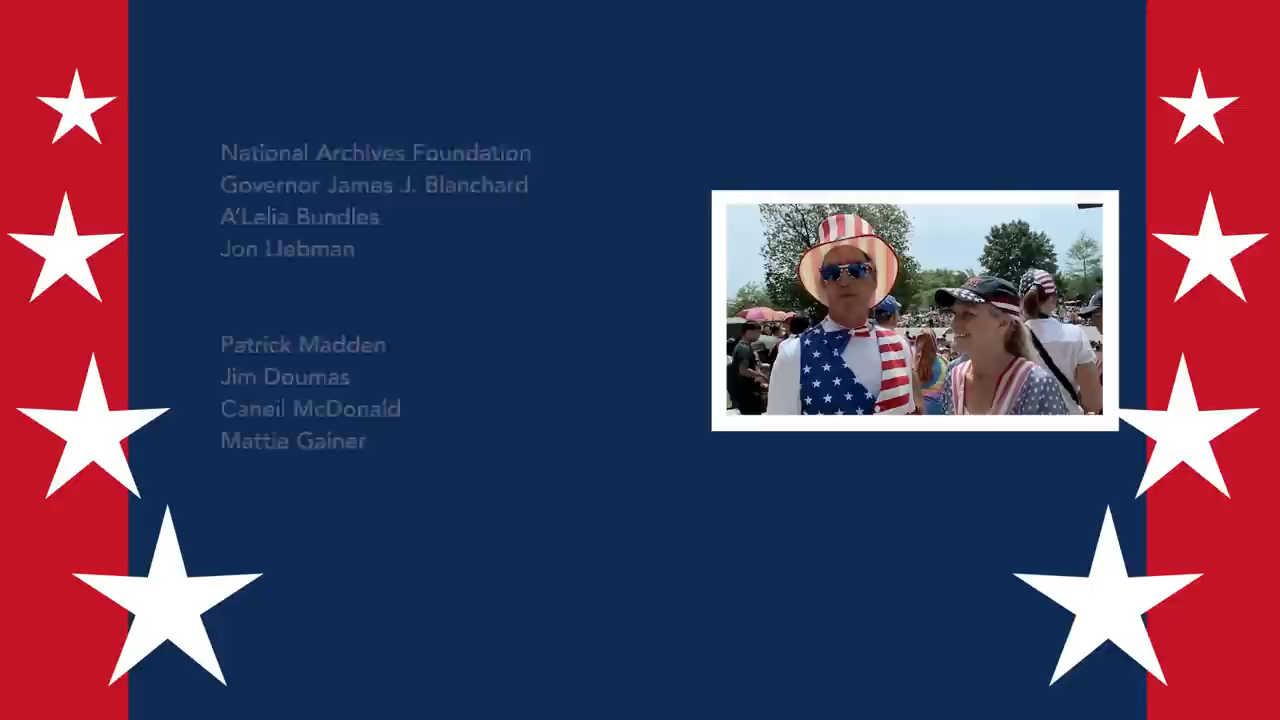 National Archives Foundation
Governor James J. Blanchard
A'Lelia Bundles
Jon Liebman
Patrick Madden
Jim Doumas
Caneil McDonald
Mattie Gainer